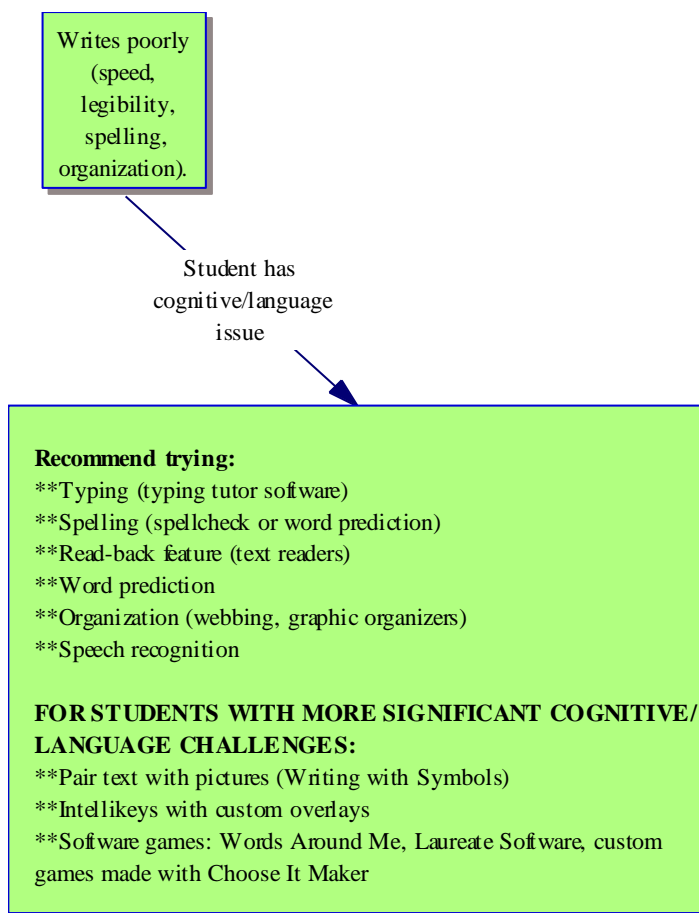 Writes poorly
(speed,
legibility,
spelling,
organization).
Student has
cognitive/language
issue
Recommend trying:
**Typing (typing tutor software)
**Spelling (spellcheck or word prediction)
**Read-back feature (text readers)
**Word prediction
**Organization (webbing, graphic organizers)
**Speech recognition
FOR STUDENTS WITH MORE SIGNIFICANT COGNITIVE/
LANGUAGE CHALLENGES:
**Pair text with pictures (Writing with Symbols)
**Intellikeys with custom overlays
**Software games: Words Around Me, Laureate Software, custom
games made with Choose It Maker